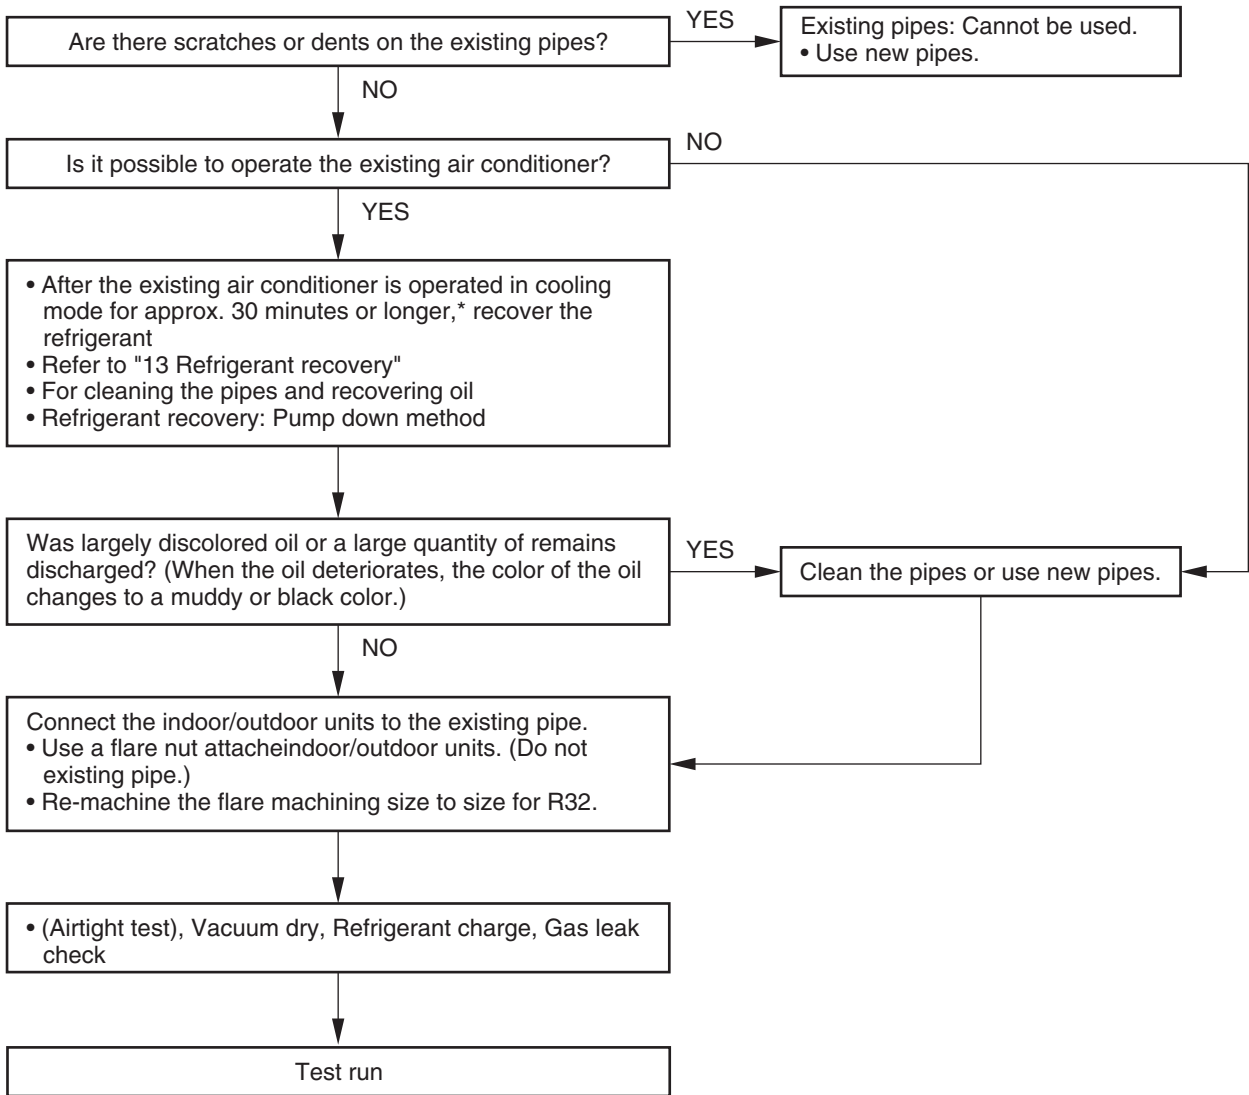 Are there scratches or dents on the existing pipes?
YES
Existing pipes: Cannot be used.
• Use new pipes.
NO
Is it possible to operate the existing air conditioner?
NO
YES
• After the existing air conditioner is operated in cooling
mode for approx. 30 minutes or longer,* recover the
refrigerant
• Refer to "13 Refrigerant recovery"
• For cleaning the pipes and recovering oil
• Refrigerant recovery: Pump down method
Was largely discolored oil or a large quantity of remains
discharged? (When the oil deteriorates, the color of the oil
changes to a muddy or black color.)
YES
Clean the pipes or use new pipes.
NO
Connect the indoor/outdoor units to the existing pipe.
• Use a flare nut attacheindoor/outdoor units. (Do not
existing pipe.)
• Re-machine the flare machining size to size for R32.
• (Airtight test), Vacuum dry, Refrigerant charge, Gas leak
check
Test run